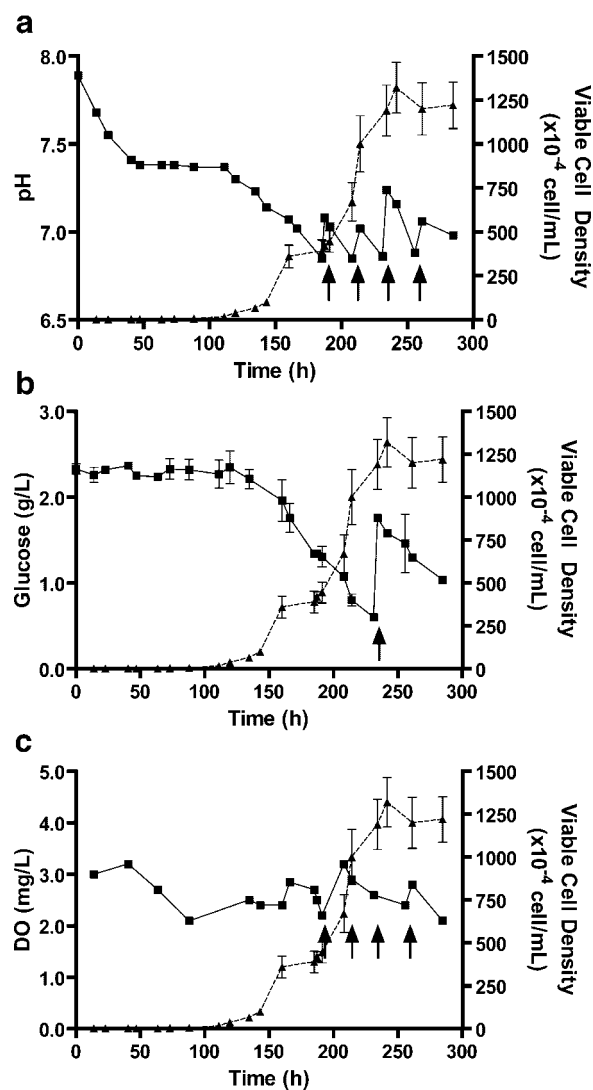 a
8.0
7.5
7.0
6.5
pH
1500
1250
1000
750
500
250
0
Viable Cell Density
(x10⁻⁴ cell/mL)
0 50 100 150 200 250 300
Time (h)
b
3.0
2.0
1.0
0.0
Glucose (g/L)
1500
1250
1000
750
500
250
0
Viable Cell Density
(x10⁻⁴ cell/mL)
0 50 100 150 200 250 300
Time (h)
c
5.0
4.0
3.0
2.0
1.0
0.0
DO (mg/L)
1500
1250
1000
750
500
250
0
Viable Cell Density
(x10⁻⁴ cell/mL)
0 50 100 150 200 250 300
Time (h)